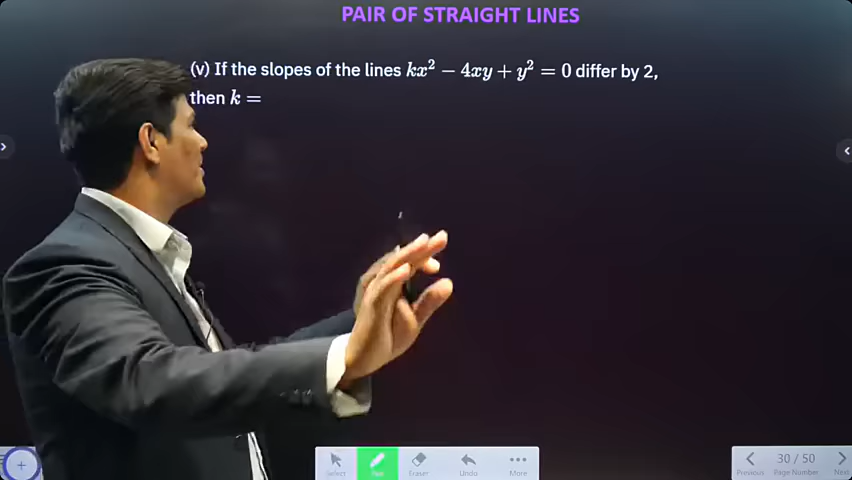 PAIR OF STRAIGHT LINES
(v) If the slopes of the lines kx² − 4xy + y² = 0 differ by 2,
then k =
Select Pen Eraser Undo More
30 / 50
Previous Page Number Next